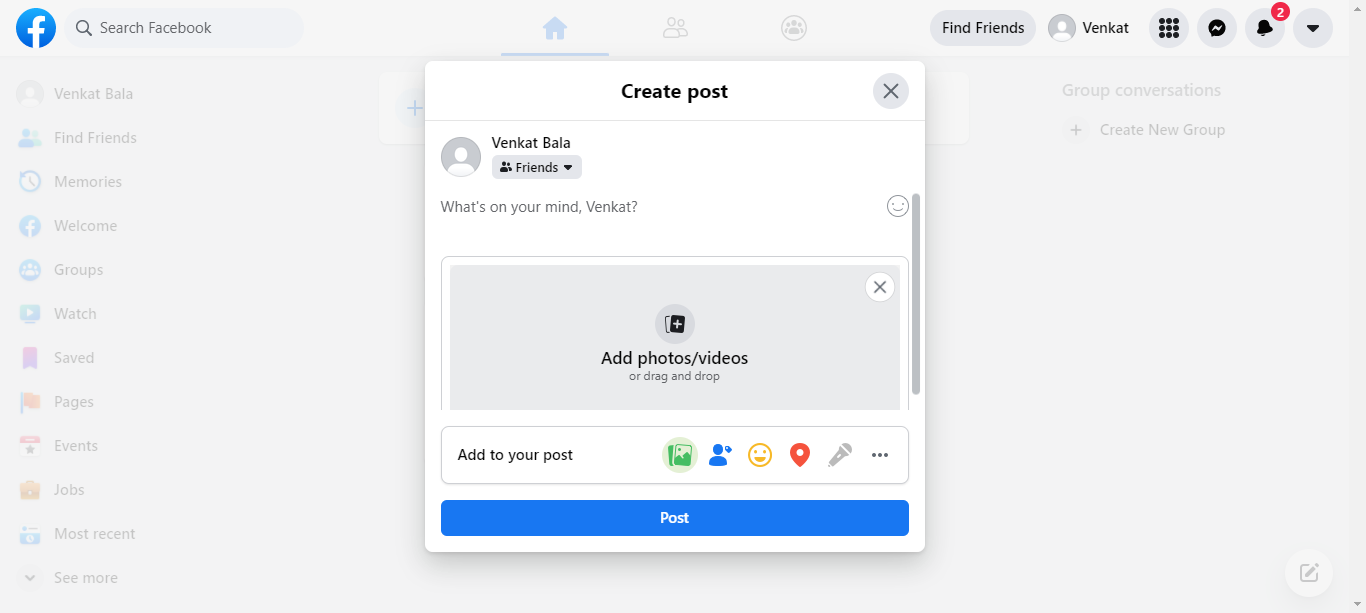 Search Facebook
Find Friends
Venkat
2
Venkat Bala
Find Friends
Memories
Welcome
Groups
Watch
Saved
Pages
Events
Jobs
Most recent
See more
Create post
Venkat Bala
Friends
What's on your mind, Venkat?
Add photos/videos
or drag and drop
Add to your post
Post
Group conversations
Create New Group